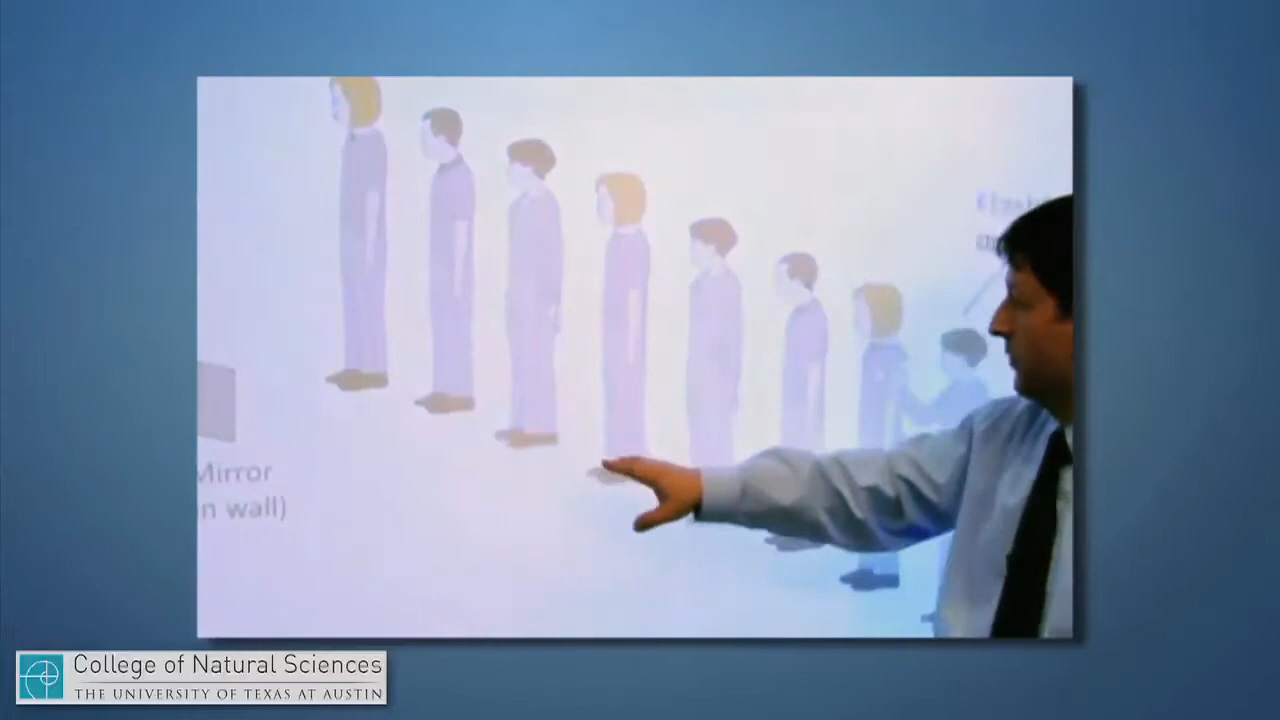 Mirror
n wall)
College of Natural Sciences
THE UNIVERSITY OF TEXAS AT AUSTIN